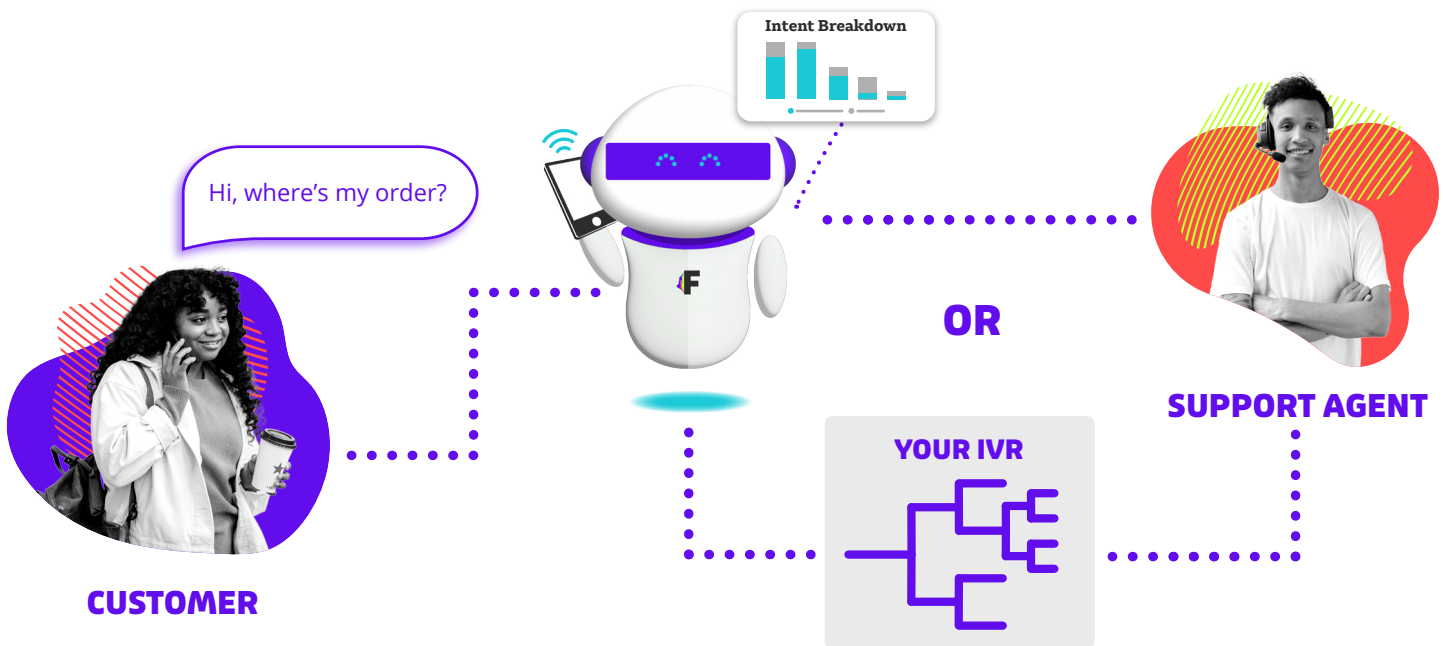 Intent Breakdown
Hi, where's my order?
F
OR
SUPPORT AGENT
YOUR IVR
CUSTOMER